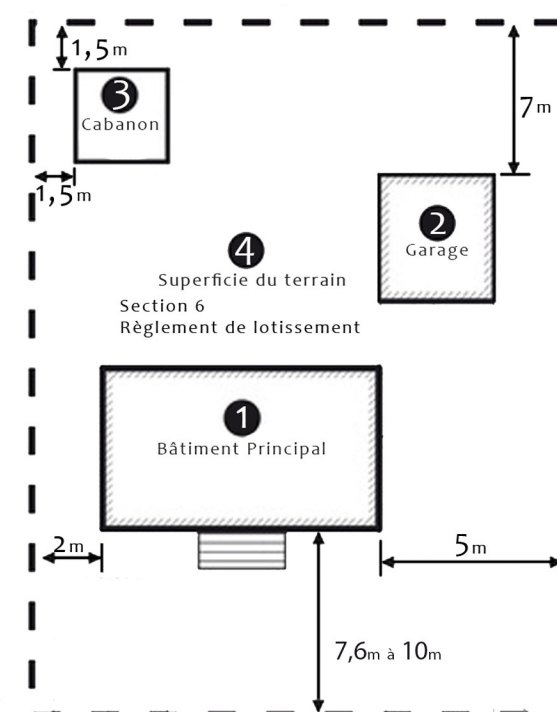 1,5m
3
Cabanon
7m
1,5m
2
Garage
4
Superficie du terrain
Section 6
Règlement de lotissement
1
Bâtiment Principal
2m
5m
7,6m à 10m